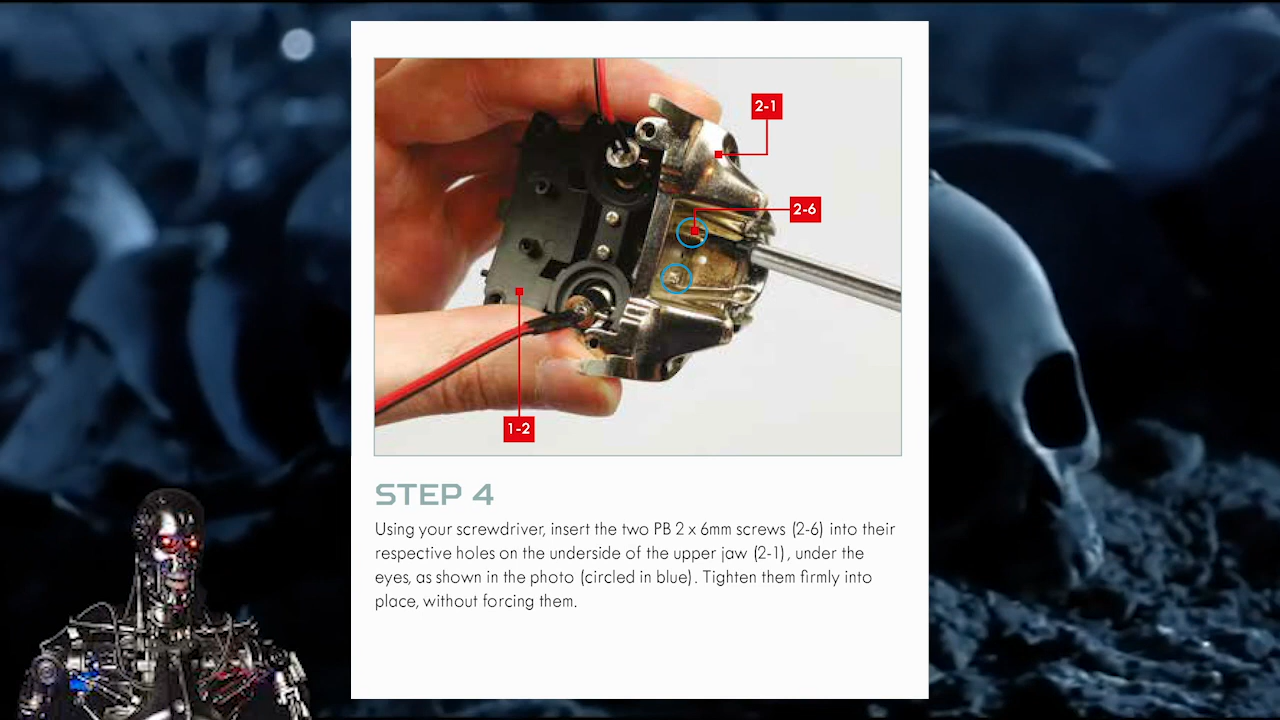 2-1
2-6
1-2
STEP 4
Using your screwdriver, insert the two PB 2 x 6mm screws (2-6) into their
respective holes on the underside of the upper jaw (2-1), under the
eyes, as shown in the photo (circled in blue). Tighten them firmly into
place, without forcing them.